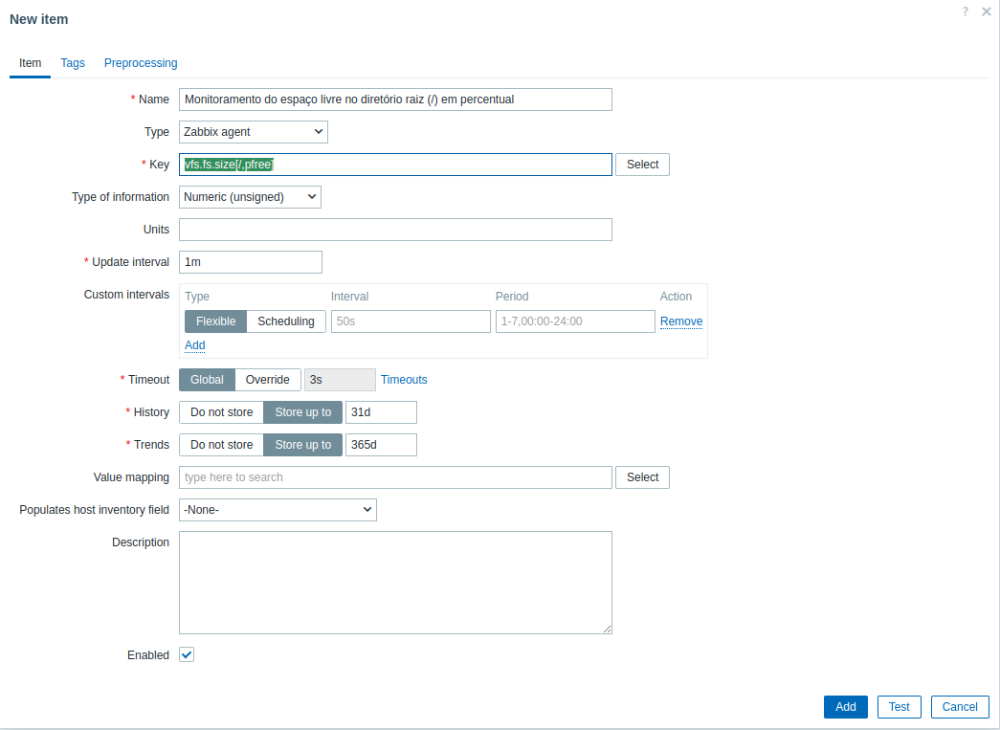 New item
?
Item Tags Preprocessing
* Name Monitoramento do espaço livre no diretório raiz (/) em percentual
Type Zabbix agent
* Key vfs.fs.size[/,pfree] Select
Type of information Numeric (unsigned)
Units
* Update interval 1m
Custom intervals Type Interval Period Action
Flexible Scheduling 50s 1-7,00:00-24:00 Remove
Add
* Timeout Global Override 3s Timeouts
* History Do not store Store up to 31d
* Trends Do not store Store up to 365d
Value mapping type here to search Select
Populates host inventory field -None-
Description
Enabled
Add Test Cancel